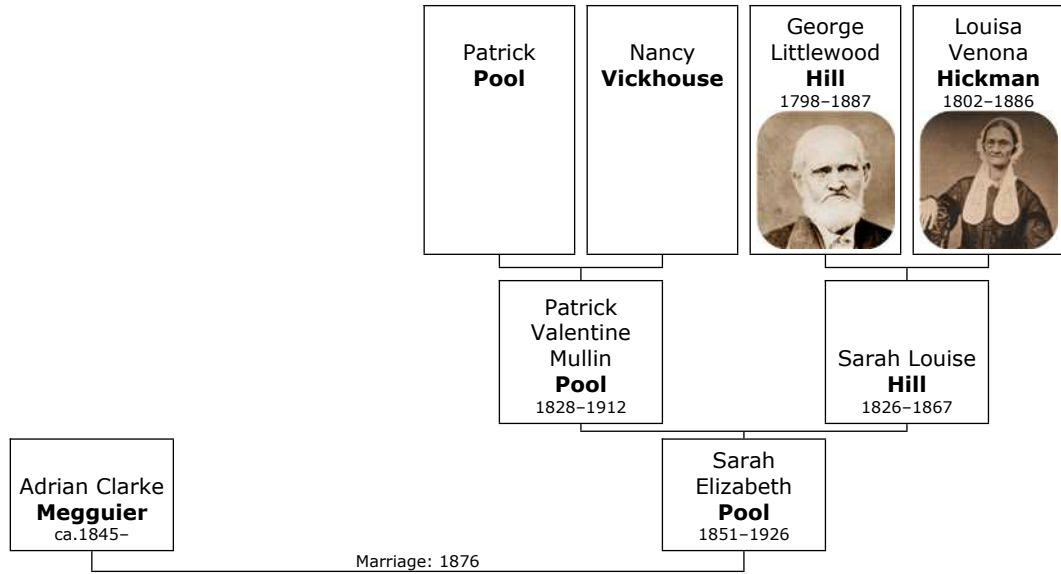 Patrick
Pool
Nancy
Vickhouse
George
Littlewood
Hill
1798–1887
Louisa
Venona
Hickman
1802–1886
Patrick
Valentine
Mullin
Pool
1828–1912
Sarah Louise
Hill
1826–1867
Adrian Clarke
Megguier
ca.1845–
Sarah
Elizabeth
Pool
1851–1926
Marriage: 1876